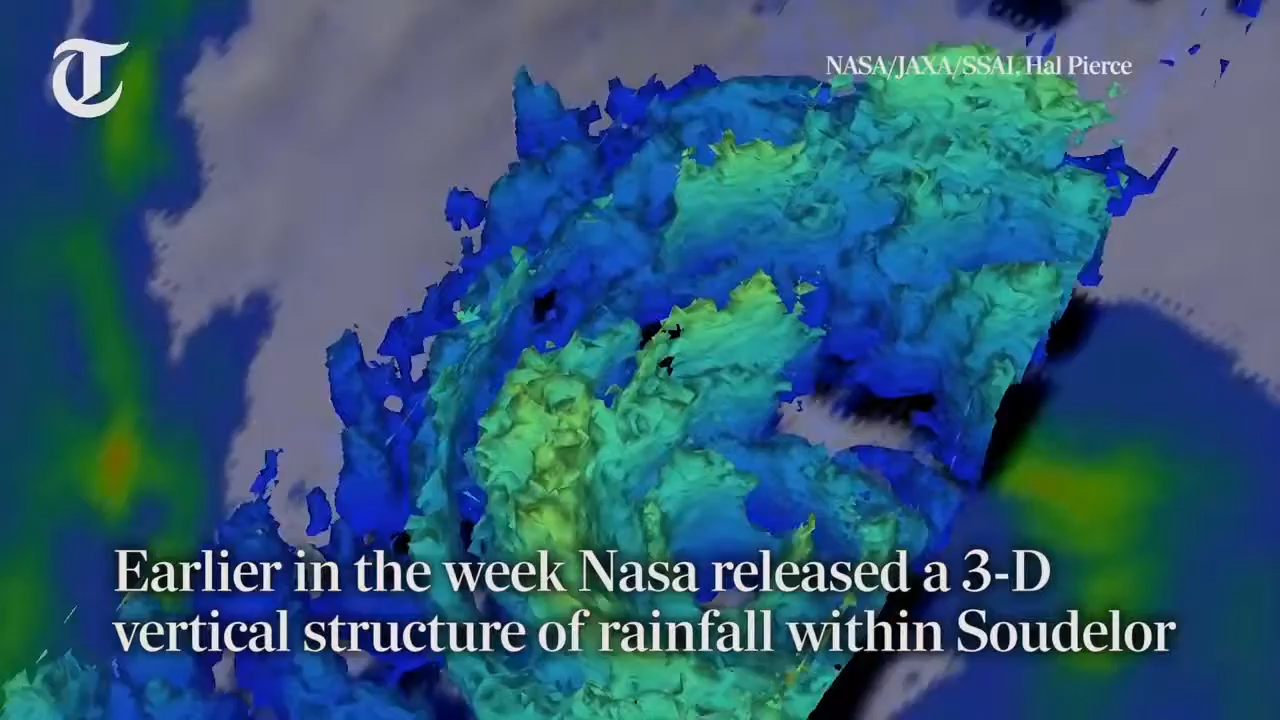 T
NASA/JAXA/SSAI, Hal Pierce
Earlier in the week Nasa released a 3-D
vertical structure of rainfall within Soudelor